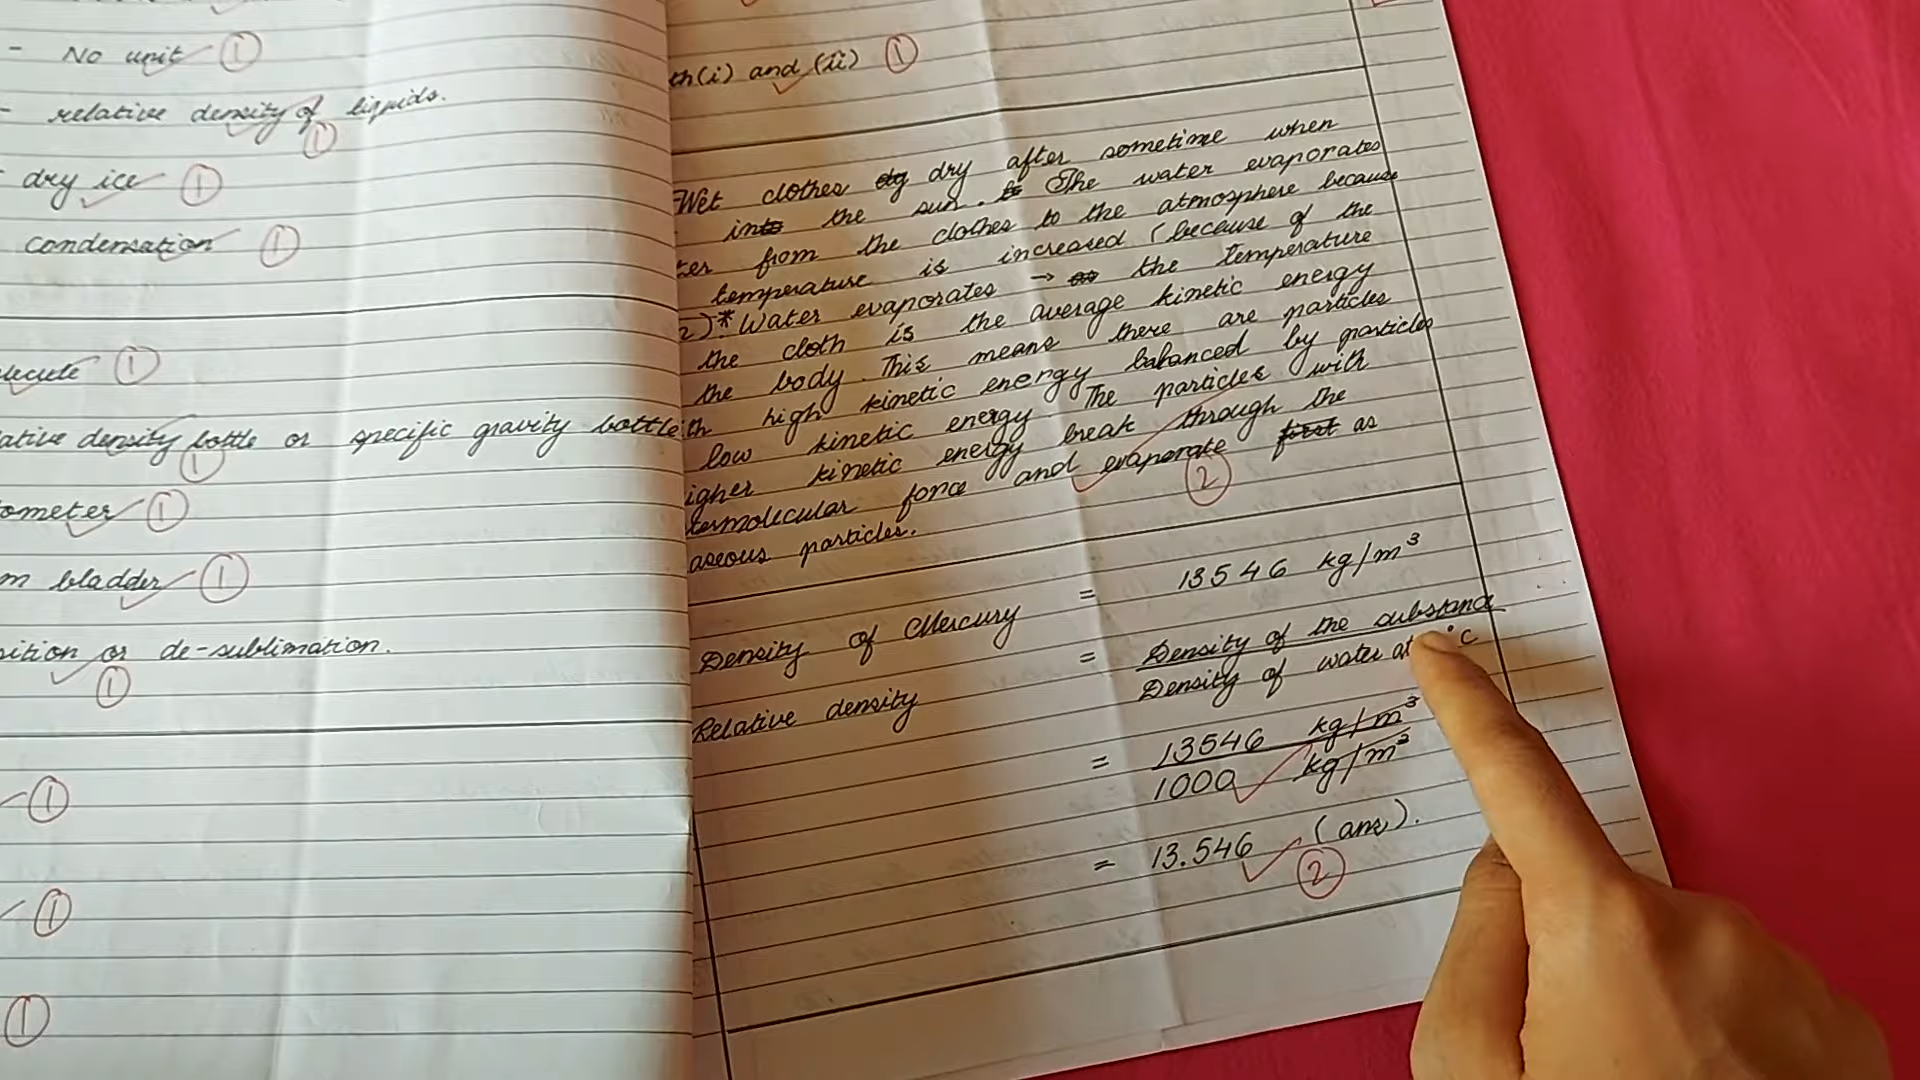 - No unit ①
- relative density of liquids.
①
- dry ice ①
condensation ①
①
ative density bottle or specific gravity bottle
①
ometer ①
m bladder ①
sition or de-sublimation.
①
①
①
①
th(i) and (ii) ①
Wet clothes dry after sometime when
in the sun. The water evaporates
ter from the clothes to the atmosphere because
temperature is increased (because of the
2)* Water evaporates → the temperature
the cloth is the average kinetic energy
the body. This means there are particles
th high kinetic energy balanced by particles
low kinetic energy. The particles with
igher kinetic energy break through the
termolecular force and evaporate first as
aseous particles.
②
Density of Mercury = 13546 kg/m³
Relative density = Density of the substance
Density of water at °C
= 13546 kg/m³
1000 kg/m³
= 13.546 (ans).
②